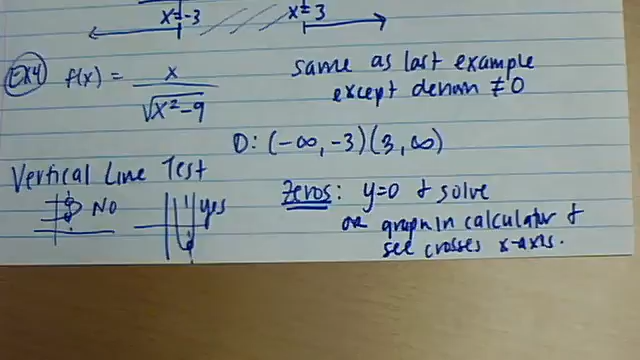 x=-3 x=3
Ex4 f(x) = x / √x²-9 same as last example
except denom ≠0
D: (-∞, -3)(3, ∞)
Vertical Line Test
No yes
Zeros: y=0 & solve
or graph in calculator &
see crosses x-axis.